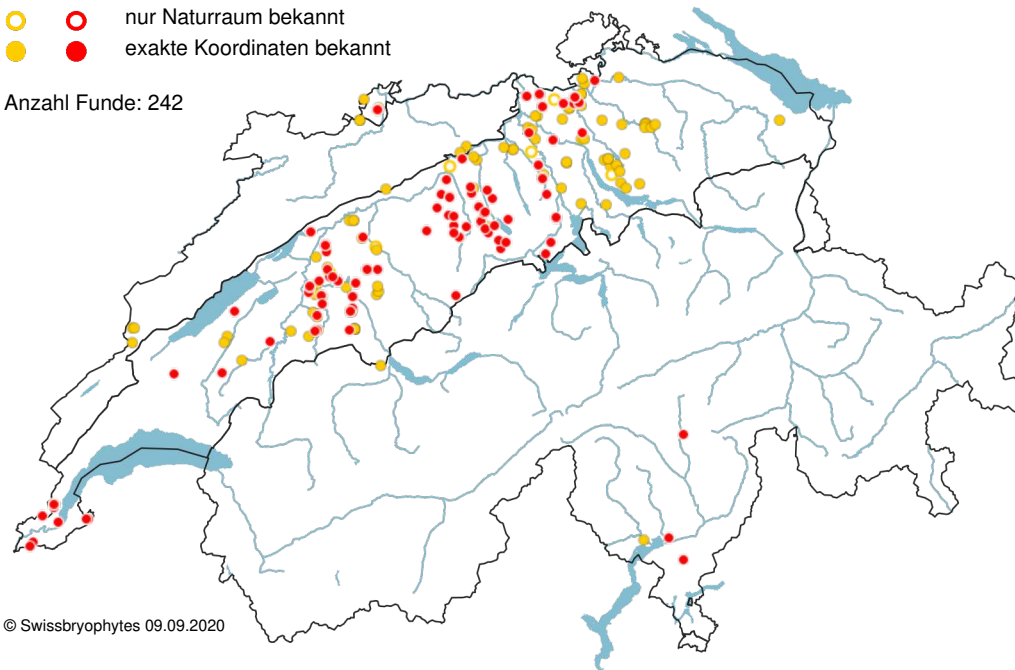 nur Naturraum bekannt
exakte Koordinaten bekannt
Anzahl Funde: 242
© Swissbryophytes 09.09.2020